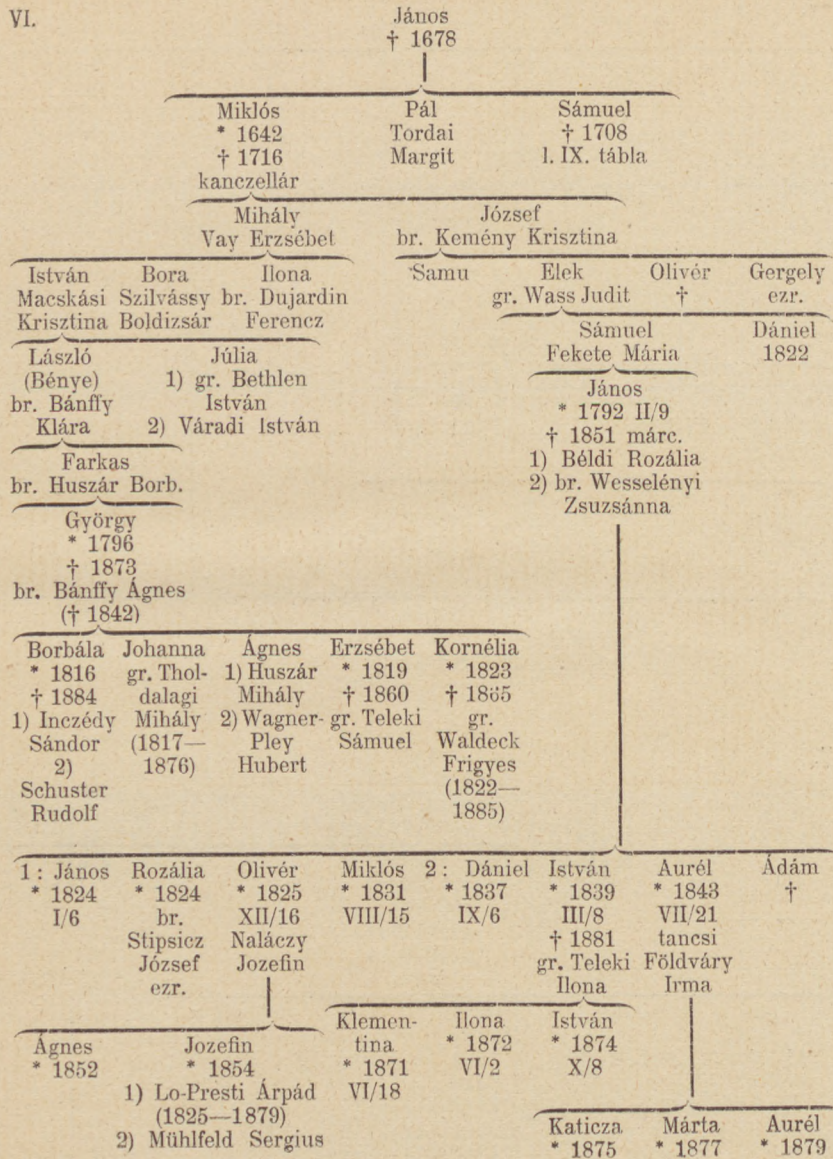 VI.
János
† 1678
Miklós Pál Sámuel
* 1642 Tordai † 1708
† 1716 Margit l. IX. tábla
kanczellár
Mihály József
Vay Erzsébet br. Kemény Krisztina
István Bora Ilona Samu Elek Olivér Gergely
Macskási Szilvássy br. Dujardin gr. Wass Judit † ezr.
Krisztina Boldizsár Ferencz
Sámuel Dániel
László Júlia Fekete Mária 1822
(Bénye) 1) gr. Bethlen János
br. Bánffy István * 1792 II/9
Klára 2) Váradi István † 1851 márc.
Farkas 1) Béldi Rozália
br. Huszár Borb. 2) br. Wesselényi
Zsuzsánna
György
* 1796
† 1873
br. Bánffy Ágnes
(† 1842)
Borbála Johanna Ágnes Erzsébet Kornélia
* 1816 gr. Thol- 1) Huszár * 1819 * 1823
† 1884 dalagi Mihály † 1860 † 1865
1) Inczédy Mihály 2) Wagner- gr. Teleki gr.
Sándor (1817— Pley Sámuel Waldeck
2) 1876) Hubert Frigyes
Schuster (1822—
Rudolf 1885)
1 : János Rozália Olivér Miklós 2 : Dániel István Aurél Ádám
* 1824 * 1824 * 1825 * 1831 * 1837 * 1839 * 1843 †
I/6 br. XII/16 VIII/15 IX/6 III/8 VII/21
Stipsicz Naláczy † 1881 tancsi
József Jozefin gr. Teleki Földváry
ezr. Ilona Irma
Klemen- Ilona István
Ágnes Jozefin tina * 1872 * 1874
* 1852 * 1854 * 1871 VI/2 X/8
1) Lo-Presti Árpád VI/18
(1825—1879)
2) Mühlfeld Sergius
Katicza Márta Aurél
* 1875 * 1877 * 1879